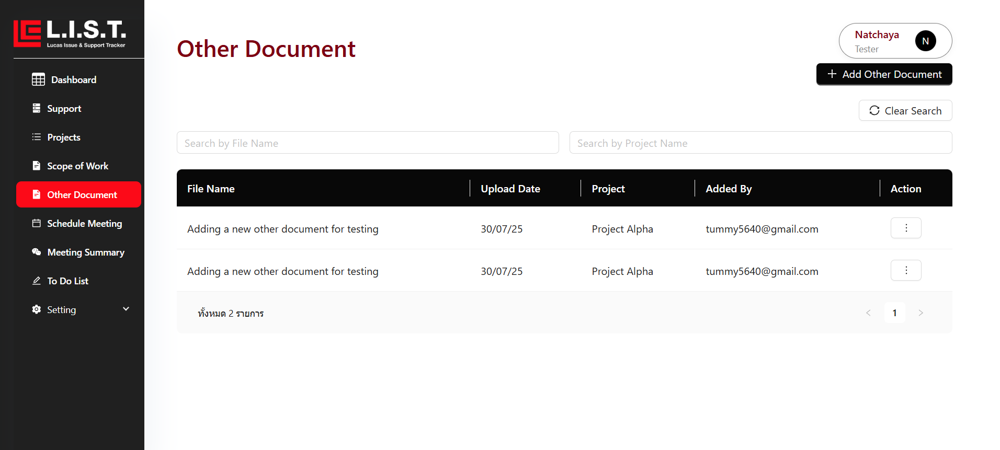 L.I.S.T.
Lucas Issue & Support Tracker
Dashboard
Support
Projects
Scope of Work
Other Document
Schedule Meeting
Meeting Summary
To Do List
Setting
Other Document
Natchaya
Tester
N
Add Other Document
Clear Search
Search by File Name
Search by Project Name
File Name Upload Date Project Added By Action
Adding a new other document for testing 30/07/25 Project Alpha tummy5640@gmail.com
Adding a new other document for testing 30/07/25 Project Alpha tummy5640@gmail.com
ทั้งหมด 2 รายการ
1